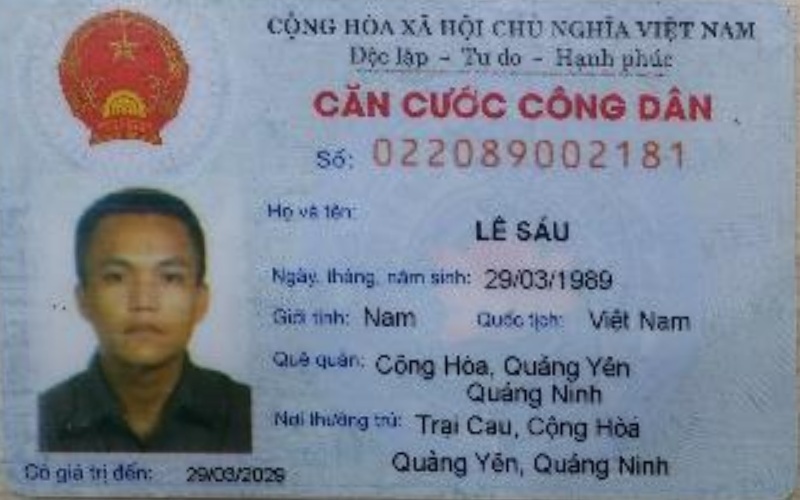 CỘNG HÒA XÃ HỘI CHỦ NGHĨA VIỆT NAM
Độc lập - Tự do - Hạnh phúc
CĂN CƯỚC CÔNG DÂN
Số: 022089002181
Họ và tên:
LÊ SÁU
Ngày, tháng, năm sinh: 29/03/1989
Giới tính: Nam Quốc tịch: Việt Nam
Quê quán: Cộng Hòa, Quảng Yên
Quảng Ninh
Nơi thường trú: Trại Cau, Cộng Hòa
Quảng Yên, Quảng Ninh
Có giá trị đến: 29/03/2029